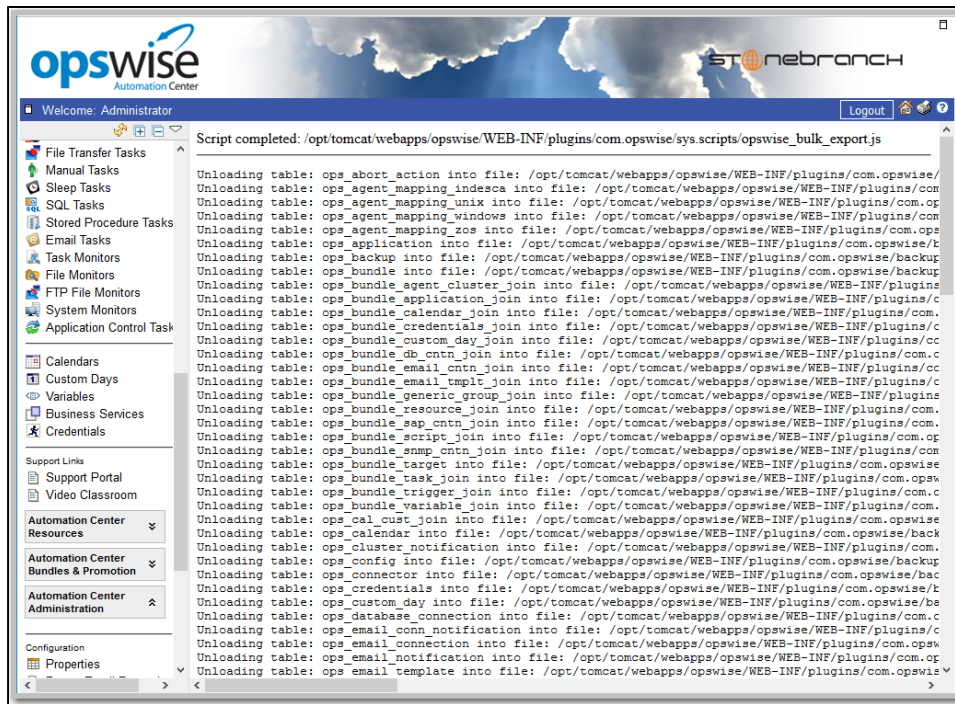 opswise
Automation Center
STONEBRANCH
Welcome: Administrator
Logout
File Transfer Tasks
Manual Tasks
Sleep Tasks
SQL Tasks
Stored Procedure Tasks
Email Tasks
Task Monitors
File Monitors
FTP File Monitors
System Monitors
Application Control Task
Calendars
Custom Days
Variables
Business Services
Credentials
Support Links
Support Portal
Video Classroom
Automation Center
Resources
Automation Center
Bundles & Promotion
Automation Center
Administration
Configuration
Properties
Script completed: /opt/tomcat/webapps/opswise/WEB-INF/plugins/com.opswise/sys.scripts/opswise_bulk_export.js
Unloading table: ops_abort_action into file: /opt/tomcat/webapps/opswise/WEB-INF/plugins/com.opswise/
Unloading table: ops_agent_mapping_indesca into file: /opt/tomcat/webapps/opswise/WEB-INF/plugins/com
Unloading table: ops_agent_mapping_unix into file: /opt/tomcat/webapps/opswise/WEB-INF/plugins/com.op
Unloading table: ops_agent_mapping_windows into file: /opt/tomcat/webapps/opswise/WEB-INF/plugins/com
Unloading table: ops_agent_mapping_zos into file: /opt/tomcat/webapps/opswise/WEB-INF/plugins/com.ops
Unloading table: ops_application into file: /opt/tomcat/webapps/opswise/WEB-INF/plugins/com.opswise/b
Unloading table: ops_backup into file: /opt/tomcat/webapps/opswise/WEB-INF/plugins/com.opswise/backup
Unloading table: ops_bundle into file: /opt/tomcat/webapps/opswise/WEB-INF/plugins/com.opswise/backup
Unloading table: ops_bundle_agent_cluster_join into file: /opt/tomcat/webapps/opswise/WEB-INF/plugins
Unloading table: ops_bundle_application_join into file: /opt/tomcat/webapps/opswise/WEB-INF/plugins/c
Unloading table: ops_bundle_calendar_join into file: /opt/tomcat/webapps/opswise/WEB-INF/plugins/com.
Unloading table: ops_bundle_credentials_join into file: /opt/tomcat/webapps/opswise/WEB-INF/plugins/c
Unloading table: ops_bundle_custom_day_join into file: /opt/tomcat/webapps/opswise/WEB-INF/plugins/co
Unloading table: ops_bundle_db_cntn_join into file: /opt/tomcat/webapps/opswise/WEB-INF/plugins/com.o
Unloading table: ops_bundle_email_cntn_join into file: /opt/tomcat/webapps/opswise/WEB-INF/plugins/co
Unloading table: ops_bundle_email_tmplt_join into file: /opt/tomcat/webapps/opswise/WEB-INF/plugins/c
Unloading table: ops_bundle_generic_group_join into file: /opt/tomcat/webapps/opswise/WEB-INF/plugins
Unloading table: ops_bundle_resource_join into file: /opt/tomcat/webapps/opswise/WEB-INF/plugins/com.
Unloading table: ops_bundle_sap_cntn_join into file: /opt/tomcat/webapps/opswise/WEB-INF/plugins/com.
Unloading table: ops_bundle_script_join into file: /opt/tomcat/webapps/opswise/WEB-INF/plugins/com.op
Unloading table: ops_bundle_snmp_cntn_join into file: /opt/tomcat/webapps/opswise/WEB-INF/plugins/com
Unloading table: ops_bundle_target into file: /opt/tomcat/webapps/opswise/WEB-INF/plugins/com.opswise
Unloading table: ops_bundle_task_join into file: /opt/tomcat/webapps/opswise/WEB-INF/plugins/com.opsw
Unloading table: ops_bundle_trigger_join into file: /opt/tomcat/webapps/opswise/WEB-INF/plugins/com.o
Unloading table: ops_bundle_variable_join into file: /opt/tomcat/webapps/opswise/WEB-INF/plugins/com.
Unloading table: ops_cal_cust_join into file: /opt/tomcat/webapps/opswise/WEB-INF/plugins/com.opswise
Unloading table: ops_calendar into file: /opt/tomcat/webapps/opswise/WEB-INF/plugins/com.opswise/back
Unloading table: ops_cluster_notification into file: /opt/tomcat/webapps/opswise/WEB-INF/plugins/com.
Unloading table: ops_config into file: /opt/tomcat/webapps/opswise/WEB-INF/plugins/com.opswise/backup
Unloading table: ops_connector into file: /opt/tomcat/webapps/opswise/WEB-INF/plugins/com.opswise/bac
Unloading table: ops_credentials into file: /opt/tomcat/webapps/opswise/WEB-INF/plugins/com.opswise/b
Unloading table: ops_custom_day into file: /opt/tomcat/webapps/opswise/WEB-INF/plugins/com.opswise/ba
Unloading table: ops_database_connection into file: /opt/tomcat/webapps/opswise/WEB-INF/plugins/com.o
Unloading table: ops_email_conn_notification into file: /opt/tomcat/webapps/opswise/WEB-INF/plugins/c
Unloading table: ops_email_connection into file: /opt/tomcat/webapps/opswise/WEB-INF/plugins/com.opsw
Unloading table: ops_email_notification into file: /opt/tomcat/webapps/opswise/WEB-INF/plugins/com.op
Unloading table: ops_email_template into file: /opt/tomcat/webapps/opswise/WEB-INF/plugins/com.opswis